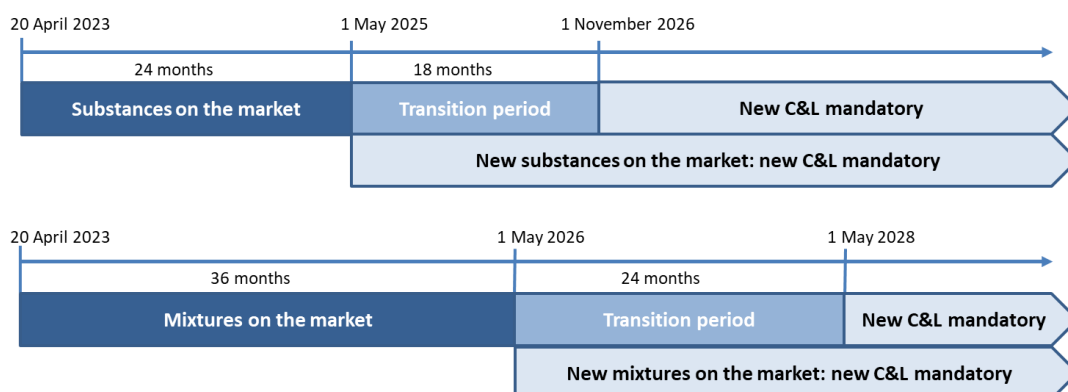 20 April 2023 1 May 2025 1 November 2026
24 months 18 months
Substances on the market Transition period New C&L mandatory
New substances on the market: new C&L mandatory
20 April 2023 1 May 2026 1 May 2028
36 months 24 months
Mixtures on the market Transition period New C&L mandatory
New mixtures on the market: new C&L mandatory